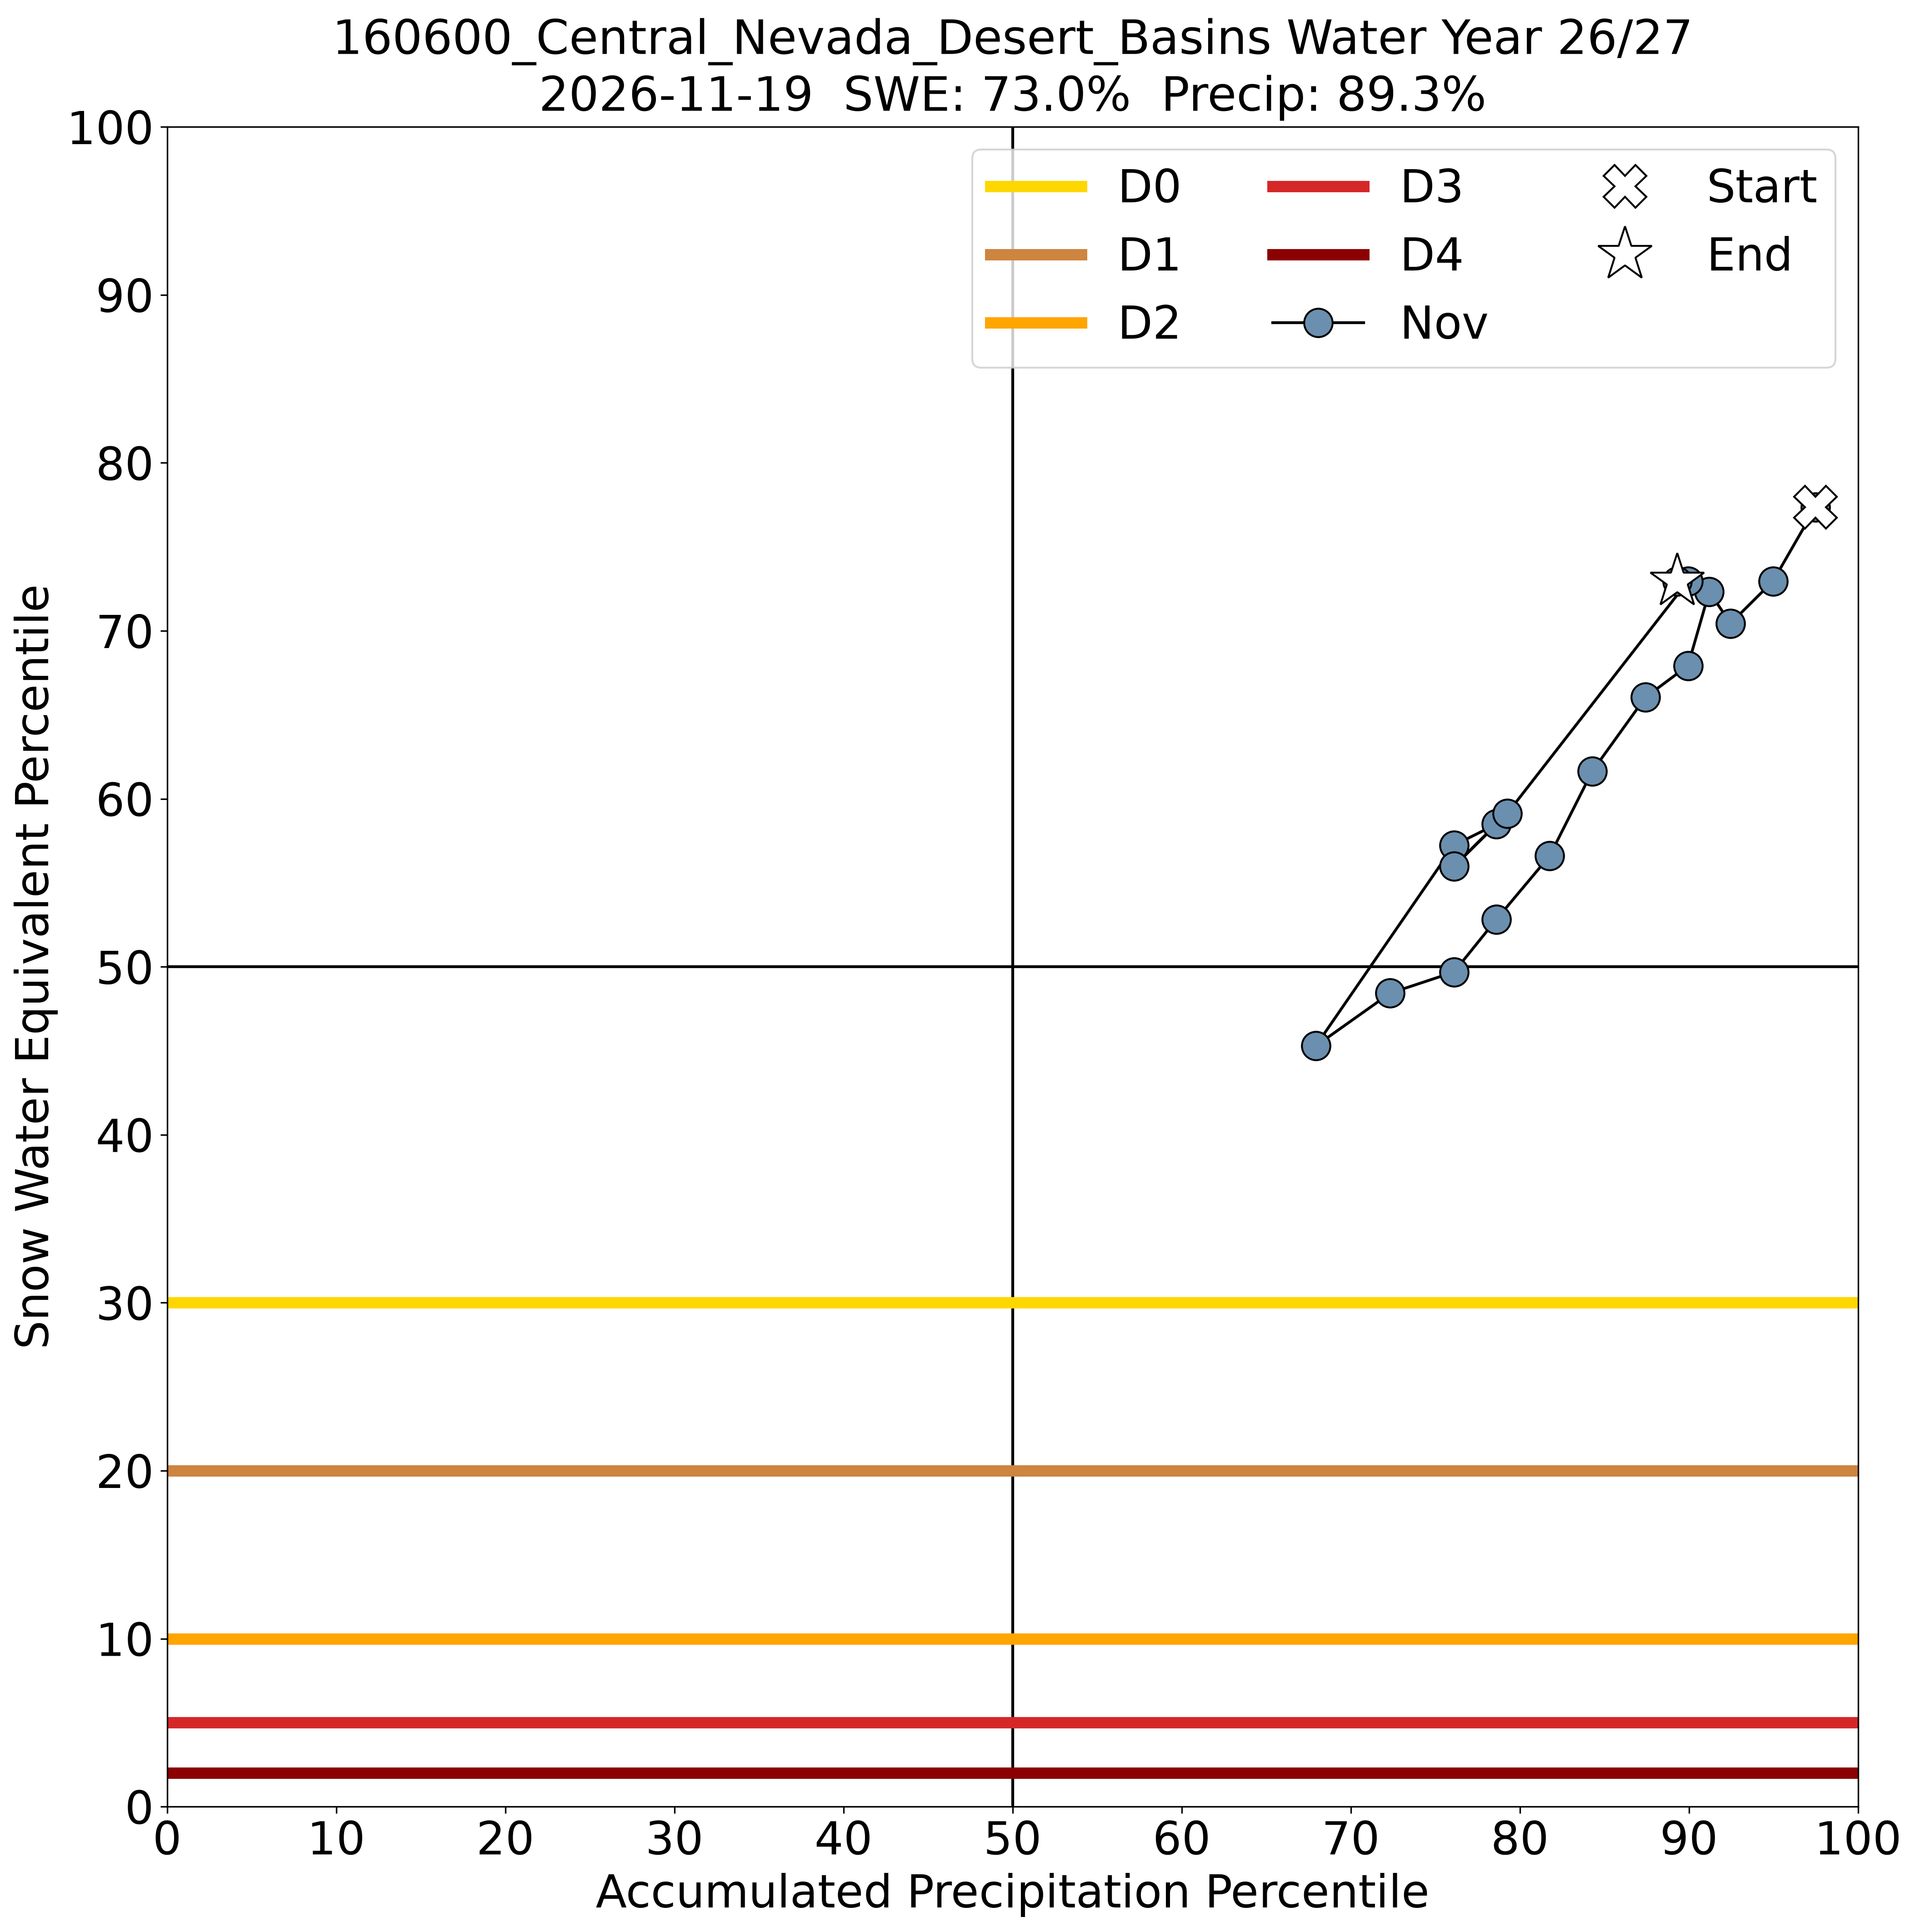 160600_Central_Nevada_Desert_Basins Water Year 26/27
2026-11-19  SWE: 73.0%  Precip: 89.3%
D0
D1
D2
D3
D4
Nov
Start
End
Snow Water Equivalent Percentile
100
90
80
70
60
50
40
30
20
10
0
0 10 20 30 40 50 60 70 80 90 100
Accumulated Precipitation Percentile